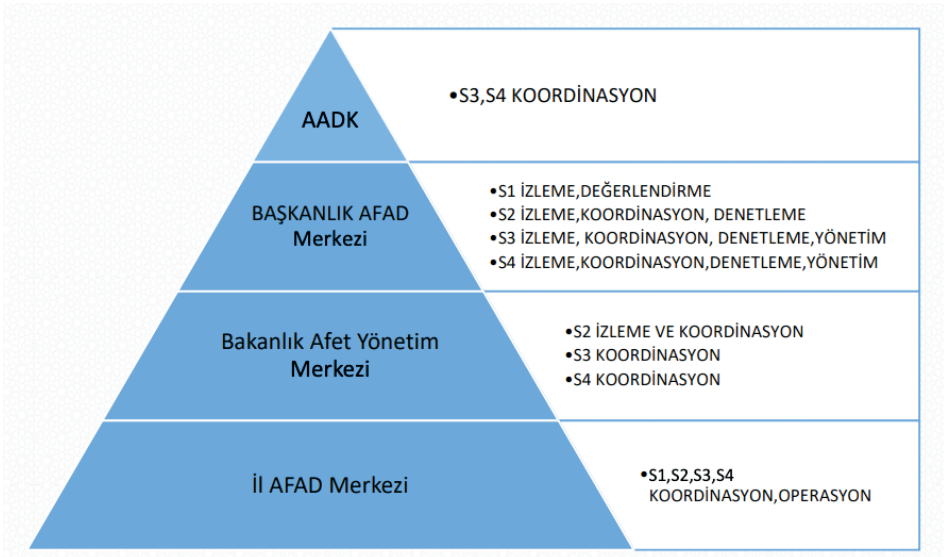 AADK
•S3,S4 KOORDİNASYON
BAŞKANLIK AFAD
Merkezi
•S1 İZLEME,DEĞERLENDİRME
•S2 İZLEME,KOORDİNASYON, DENETLEME
•S3 İZLEME, KOORDİNASYON, DENETLEME,YÖNETİM
•S4 İZLEME,KOORDİNASYON,DENETLEME,YÖNETİM
Bakanlık Afet Yönetim
Merkezi
•S2 İZLEME VE KOORDİNASYON
•S3 KOORDİNASYON
•S4 KOORDİNASYON
İl AFAD Merkezi
•S1,S2,S3,S4
KOORDİNASYON,OPERASYON